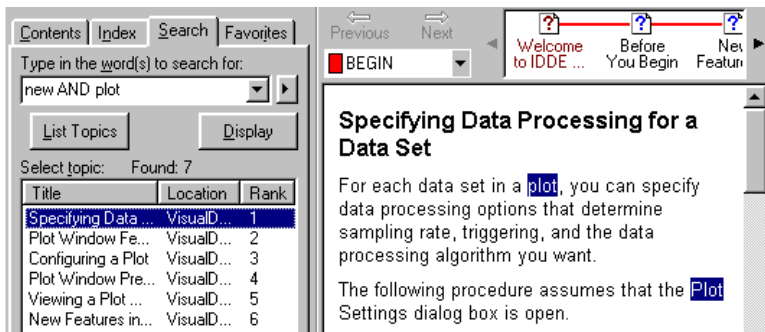 Contents Index Search Favorites
Type in the word(s) to search for:
new AND plot
List Topics Display
Select topic: Found: 7
Title Location Rank
Specifying Data ... VisualD... 1
Plot Window Fe... VisualD... 2
Configuring a Plot VisualD... 3
Plot Window Pre... VisualD... 4
Viewing a Plot ... VisualD... 5
New Features in... VisualD... 6
Previous Next
BEGIN
Welcome
to IDDE ...
Before
You Begin
Specifying Data Processing for a
Data Set
For each data set in a plot, you can specify
data processing options that determine
sampling rate, triggering, and the data
processing algorithm you want.
The following procedure assumes that the Plot
Settings dialog box is open.